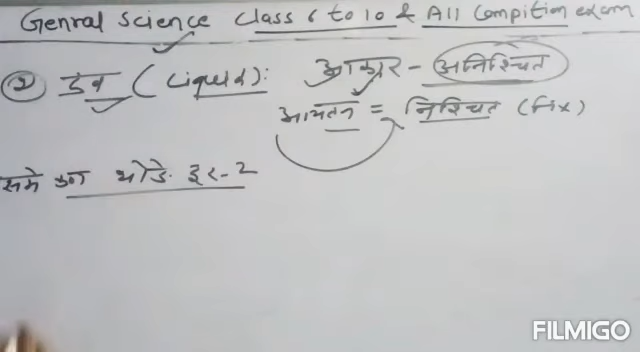 Genral Science Class 6 to 10 & All Compition exam
② द्रव (Liquid): आकार - अनिश्चित
आयतन = निश्चित (fix)
इसमें कण थोड़े दूर-2
FILMIGO